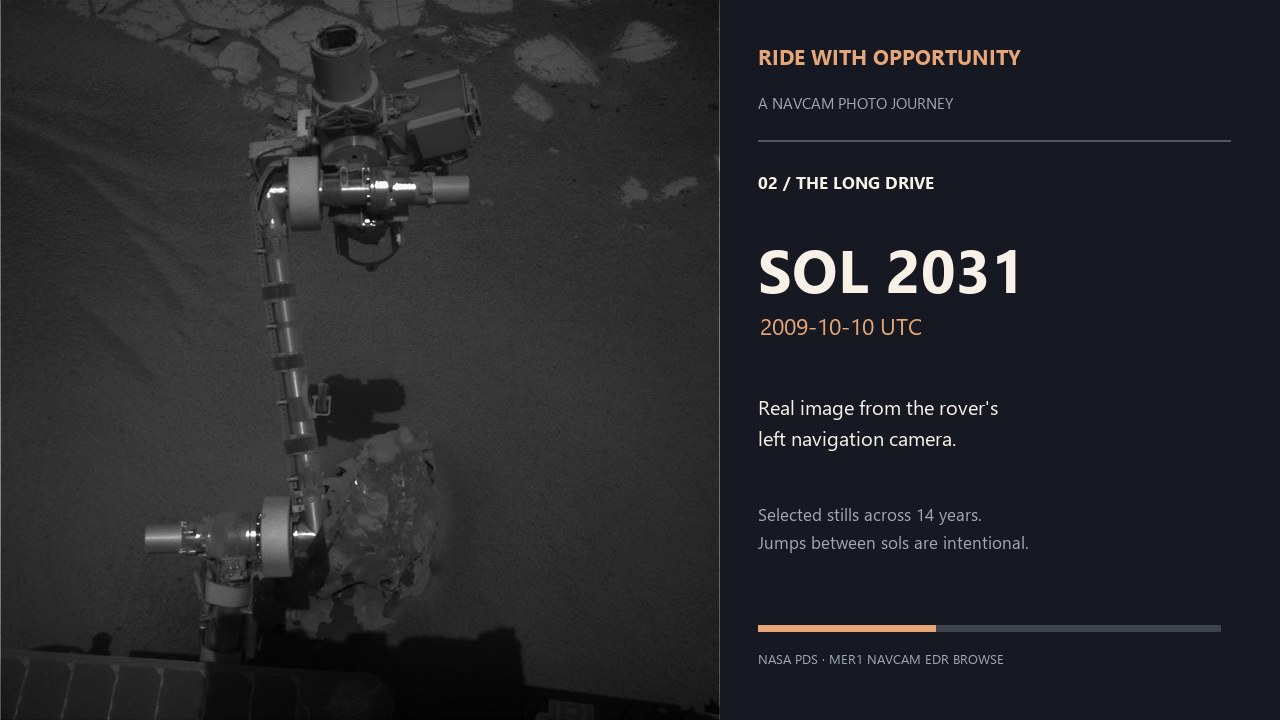 RIDE WITH OPPORTUNITY
A NAVCAM PHOTO JOURNEY
02 / THE LONG DRIVE
SOL 2031
2009-10-10 UTC
Real image from the rover's
left navigation camera.
Selected stills across 14 years.
Jumps between sols are intentional.
NASA PDS · MER1 NAVCAM EDR BROWSE